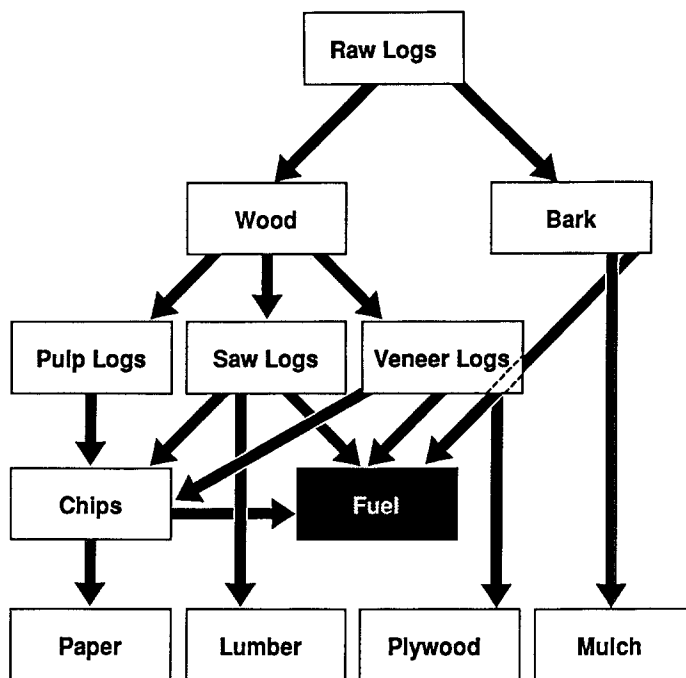 Raw Logs
Wood
Bark
Pulp Logs
Saw Logs
Veneer Logs
Chips
Fuel
Paper
Lumber
Plywood
Mulch